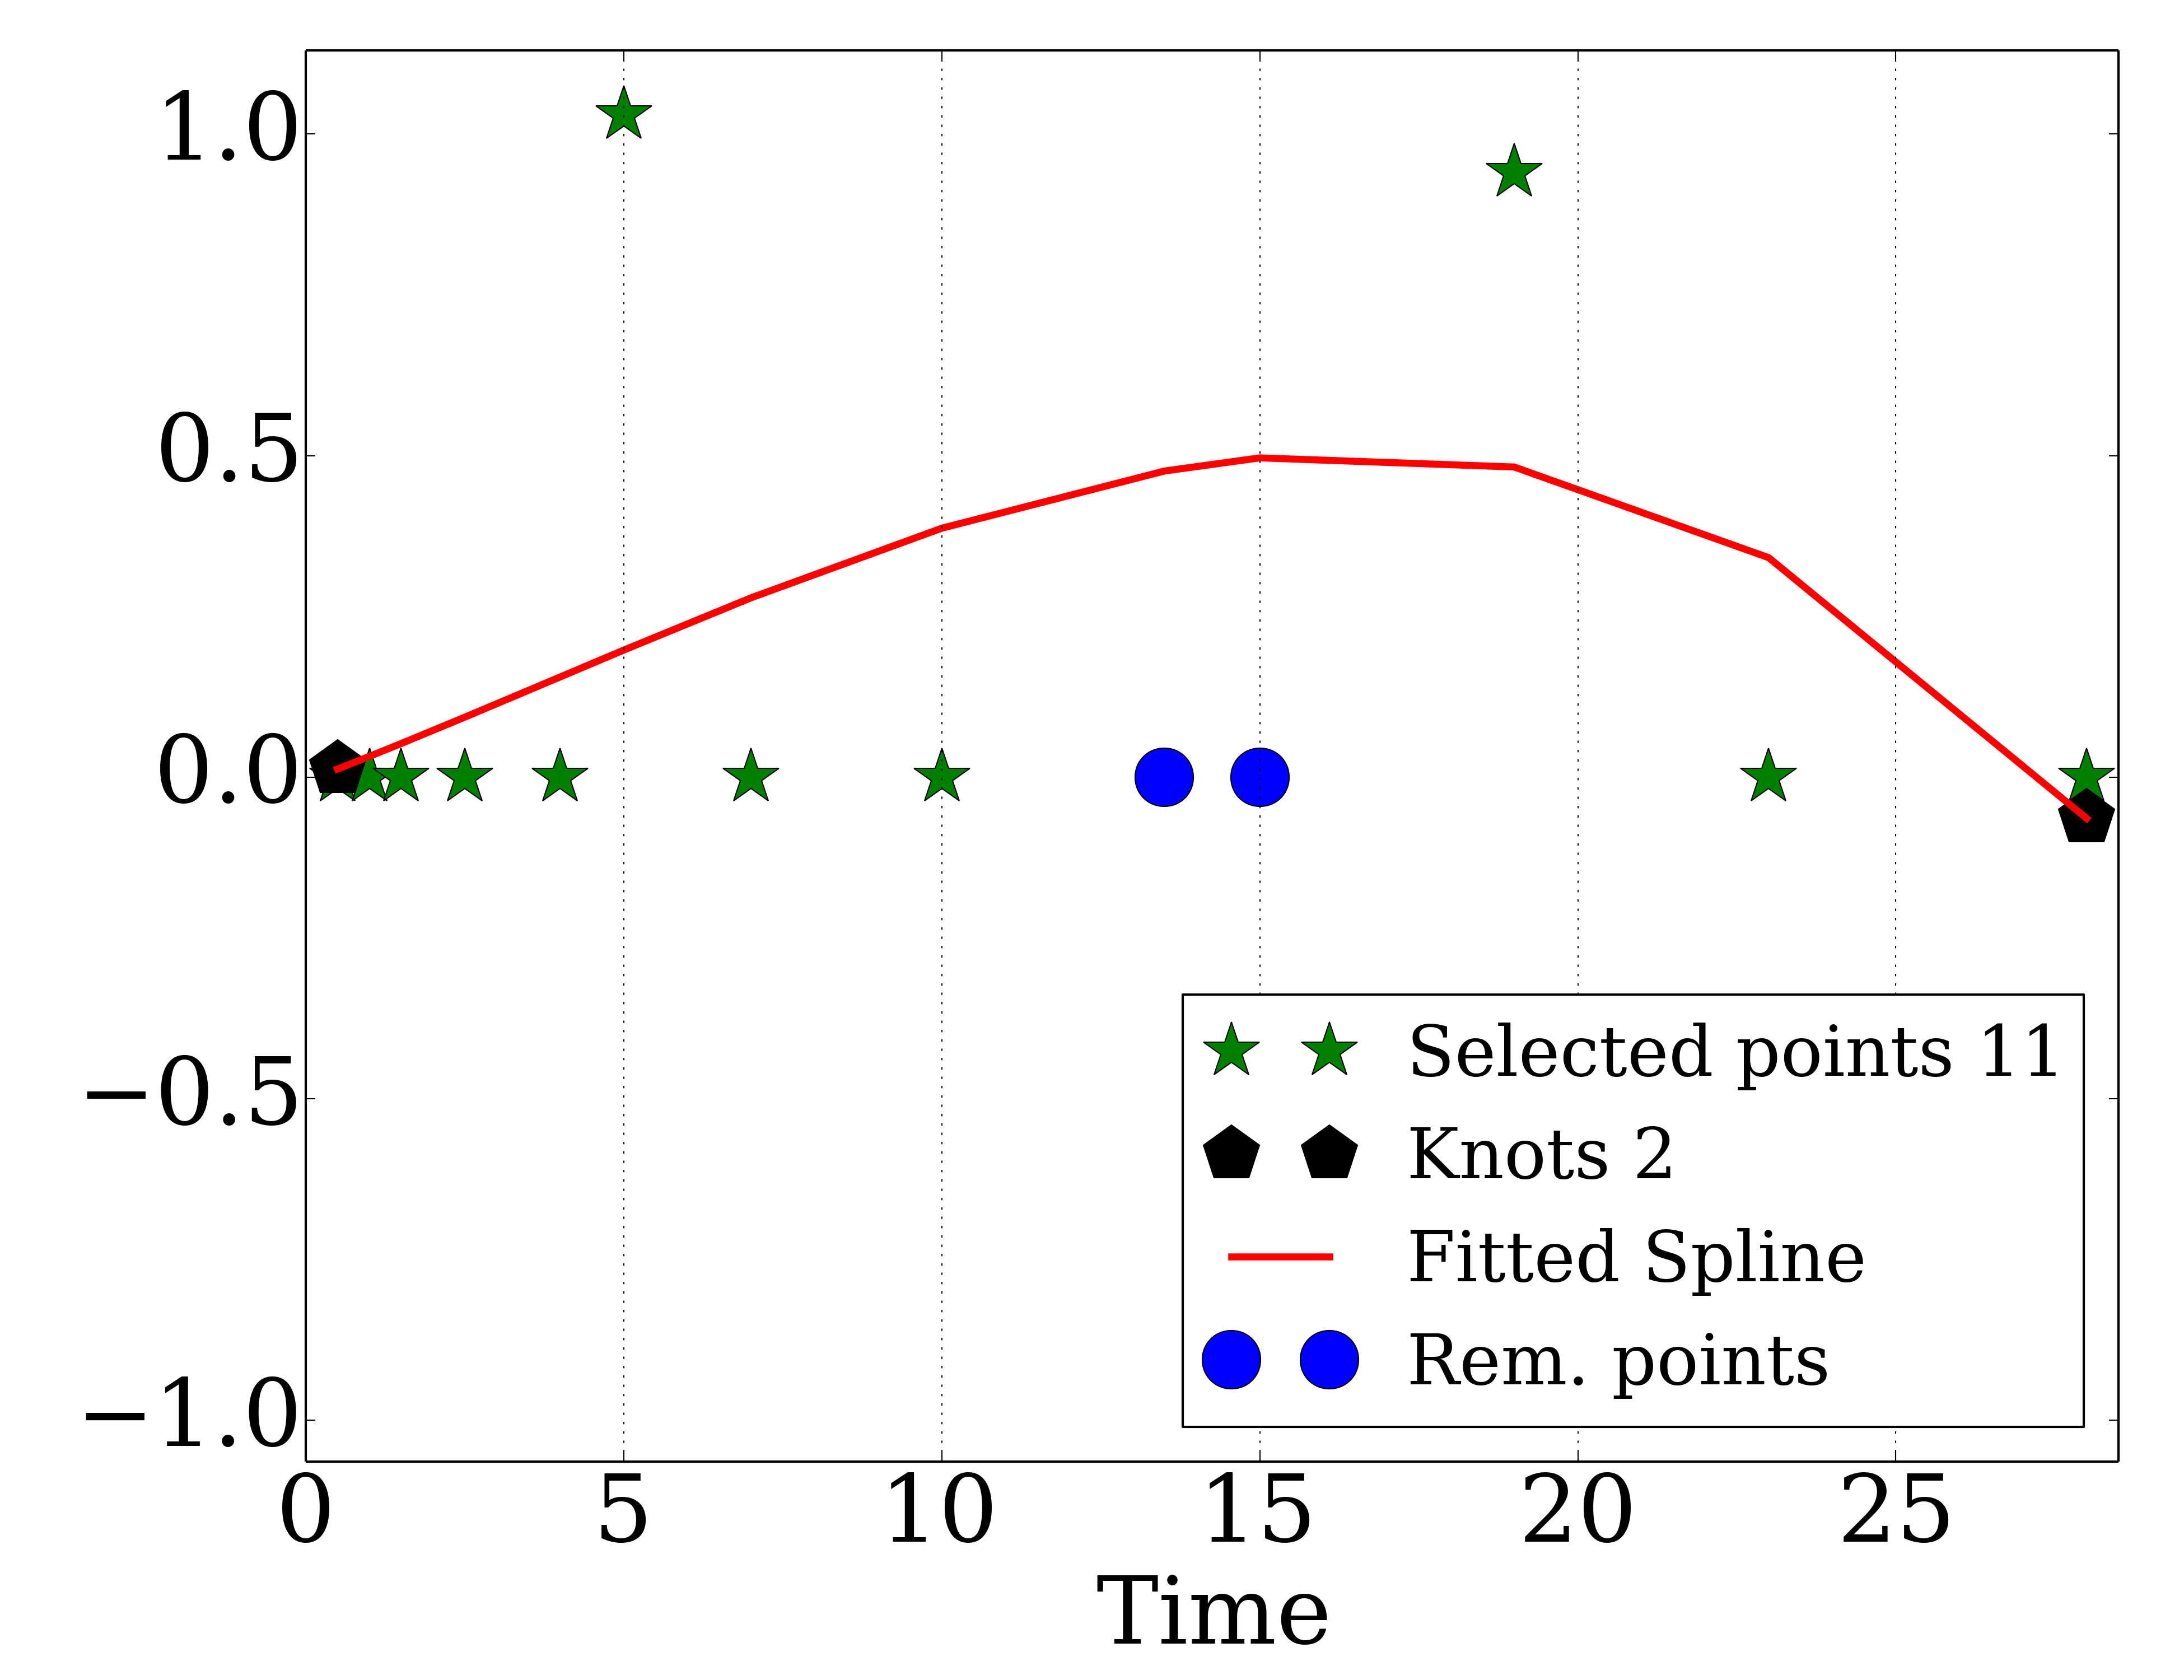 1.0
0.5
0.0
−0.5
−1.0
0 5 10 15 20 25
Time
Selected points 11
Knots 2
Fitted Spline
Rem. points